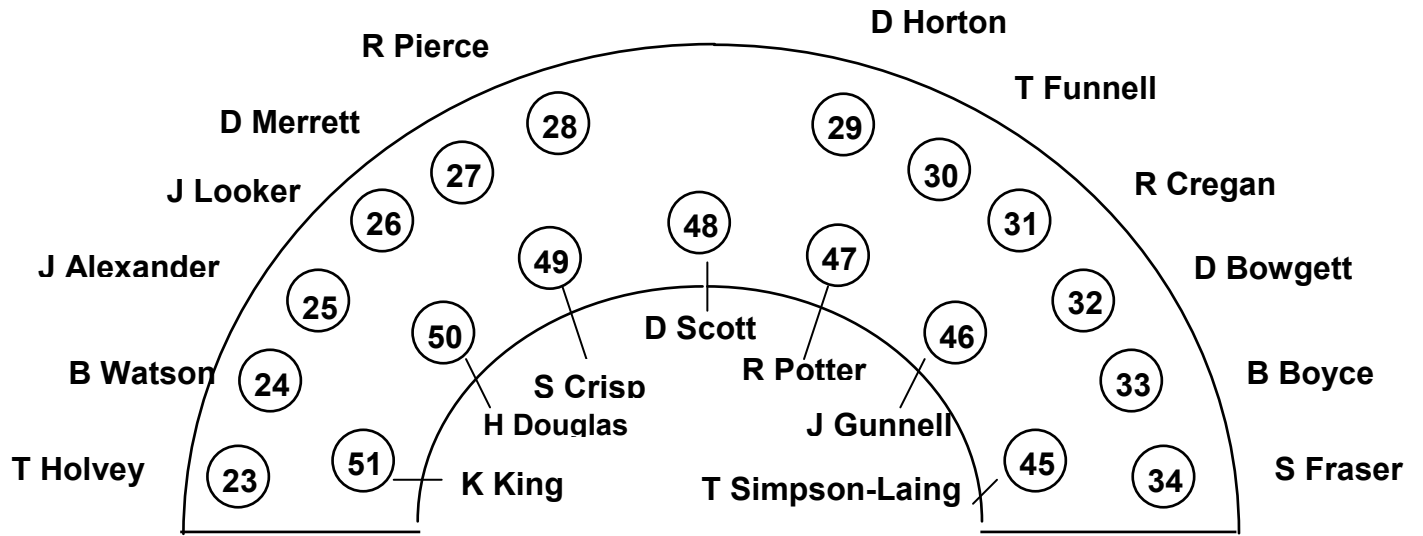 D Horton
R Pierce
T Funnell
D Merrett
28
29
27
30
J Looker
R Cregan
26
31
48
49
47
J Alexander
D Bowgett
25
32
50
D Scott
46
B Watson
24
S Crisp
R Potter
33
B Boyce
H Douglas
J Gunnell
T Holvey
23
51
K King
T Simpson-Laing
45
34
S Fraser